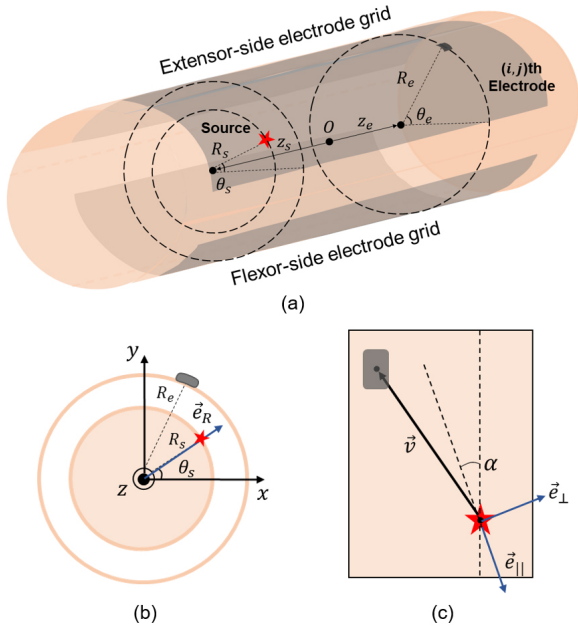 Extensor-side electrode grid
(i, j)th
Electrode
R_e
Source
O
z_e
θ_e
z_s
R_s
θ_s
Flexor-side electrode grid
(a)
y
R_e
e⃗_R
R_s
θ_s
z
x
(b)
v⃗
α
e⃗_⊥
e⃗_||
(c)